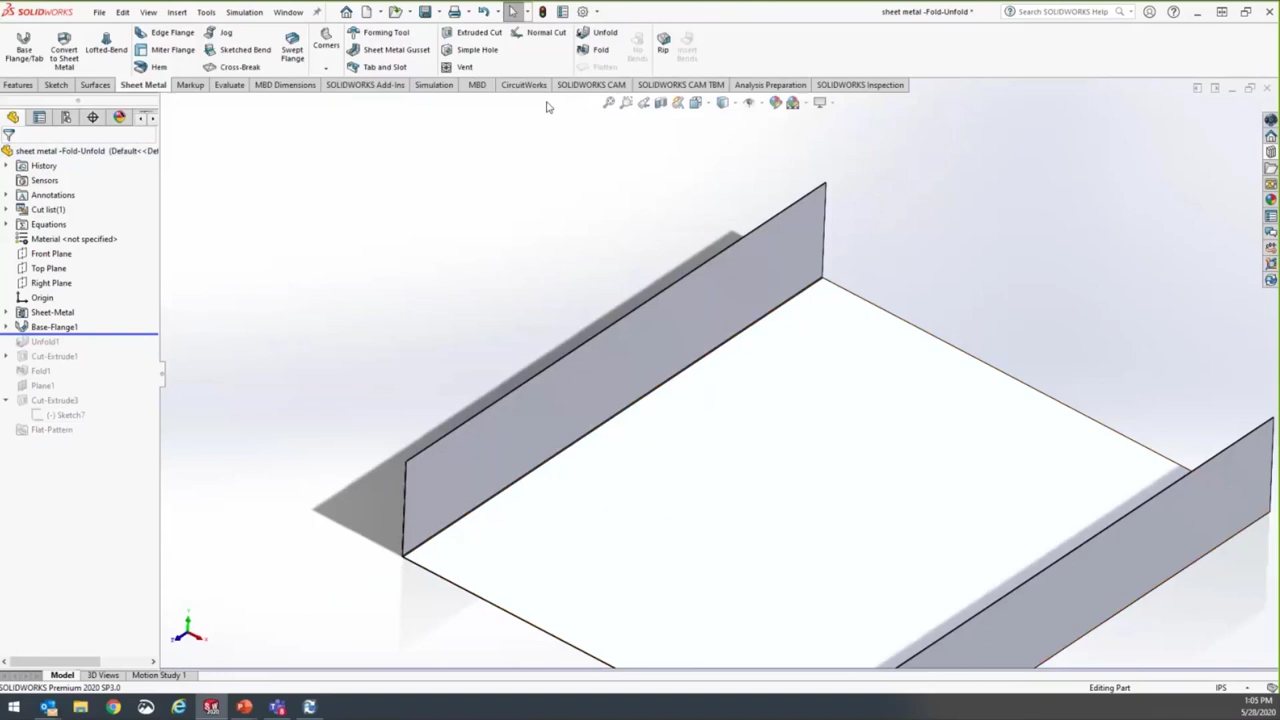 SOLIDWORKS File Edit View Insert Tools Simulation Window sheet metal -Fold-Unfold * Search SOLIDWORKS Help
Base Flange/Tab
Convert to Sheet Metal
Lofted-Bend
Edge Flange
Miter Flange
Hem
Jog
Sketched Bend
Cross-Break
Swept Flange
Corners
Forming Tool
Sheet Metal Gusset
Tab and Slot
Extruded Cut
Simple Hole
Vent
Normal Cut
Unfold
Fold
Flatten
No Bends
Rip
Insert Bends
Features Sketch Surfaces Sheet Metal Markup Evaluate MBD Dimensions SOLIDWORKS Add-Ins Simulation MBD CircuitWorks SOLIDWORKS CAM SOLIDWORKS CAM TBM Analysis Preparation SOLIDWORKS Inspection
sheet metal -Fold-Unfold (Default<<Def
History
Sensors
Annotations
Cut list(1)
Equations
Material <not specified>
Front Plane
Top Plane
Right Plane
Origin
Sheet-Metal
Base-Flange1
Unfold1
Cut-Extrude1
Fold1
Plane1
Cut-Extrude3
(-) Sketch7
Flat-Pattern
Model 3D Views Motion Study 1
SOLIDWORKS Premium 2020 SP3.0 Editing Part IPS
1:05 PM
5/28/2020